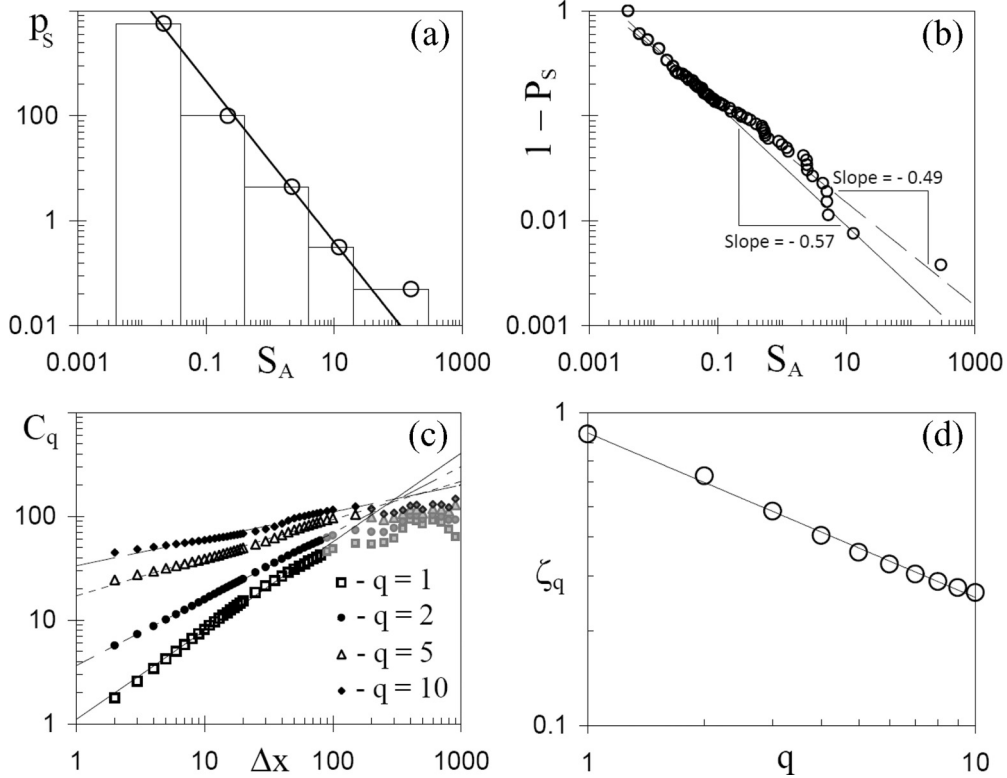 p_S
(a)
100
1
0.01
0.001
0.1
10
1000
S_A
1
(b)
1 − P_S
0.1
0.01
0.001
Slope = - 0.49
Slope = - 0.57
0.001
0.1
10
1000
S_A
C_q
(c)
100
10
1
- q = 1
- q = 2
- q = 5
- q = 10
1
10
100
1000
Δx
1
(d)
ζ_q
0.1
1
10
q